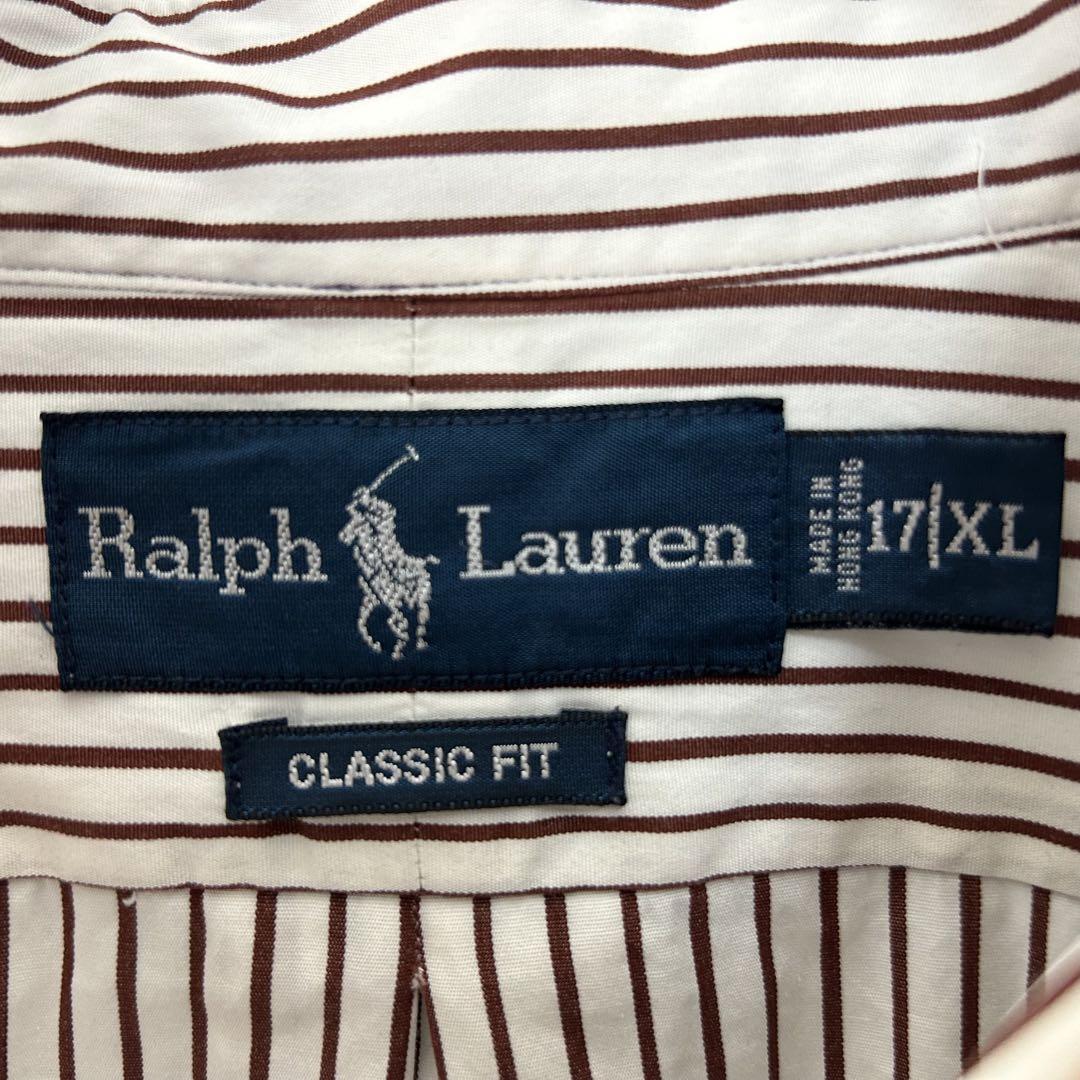 Ralph Lauren
MADE IN
HONG KONG
17/XL
CLASSIC FIT